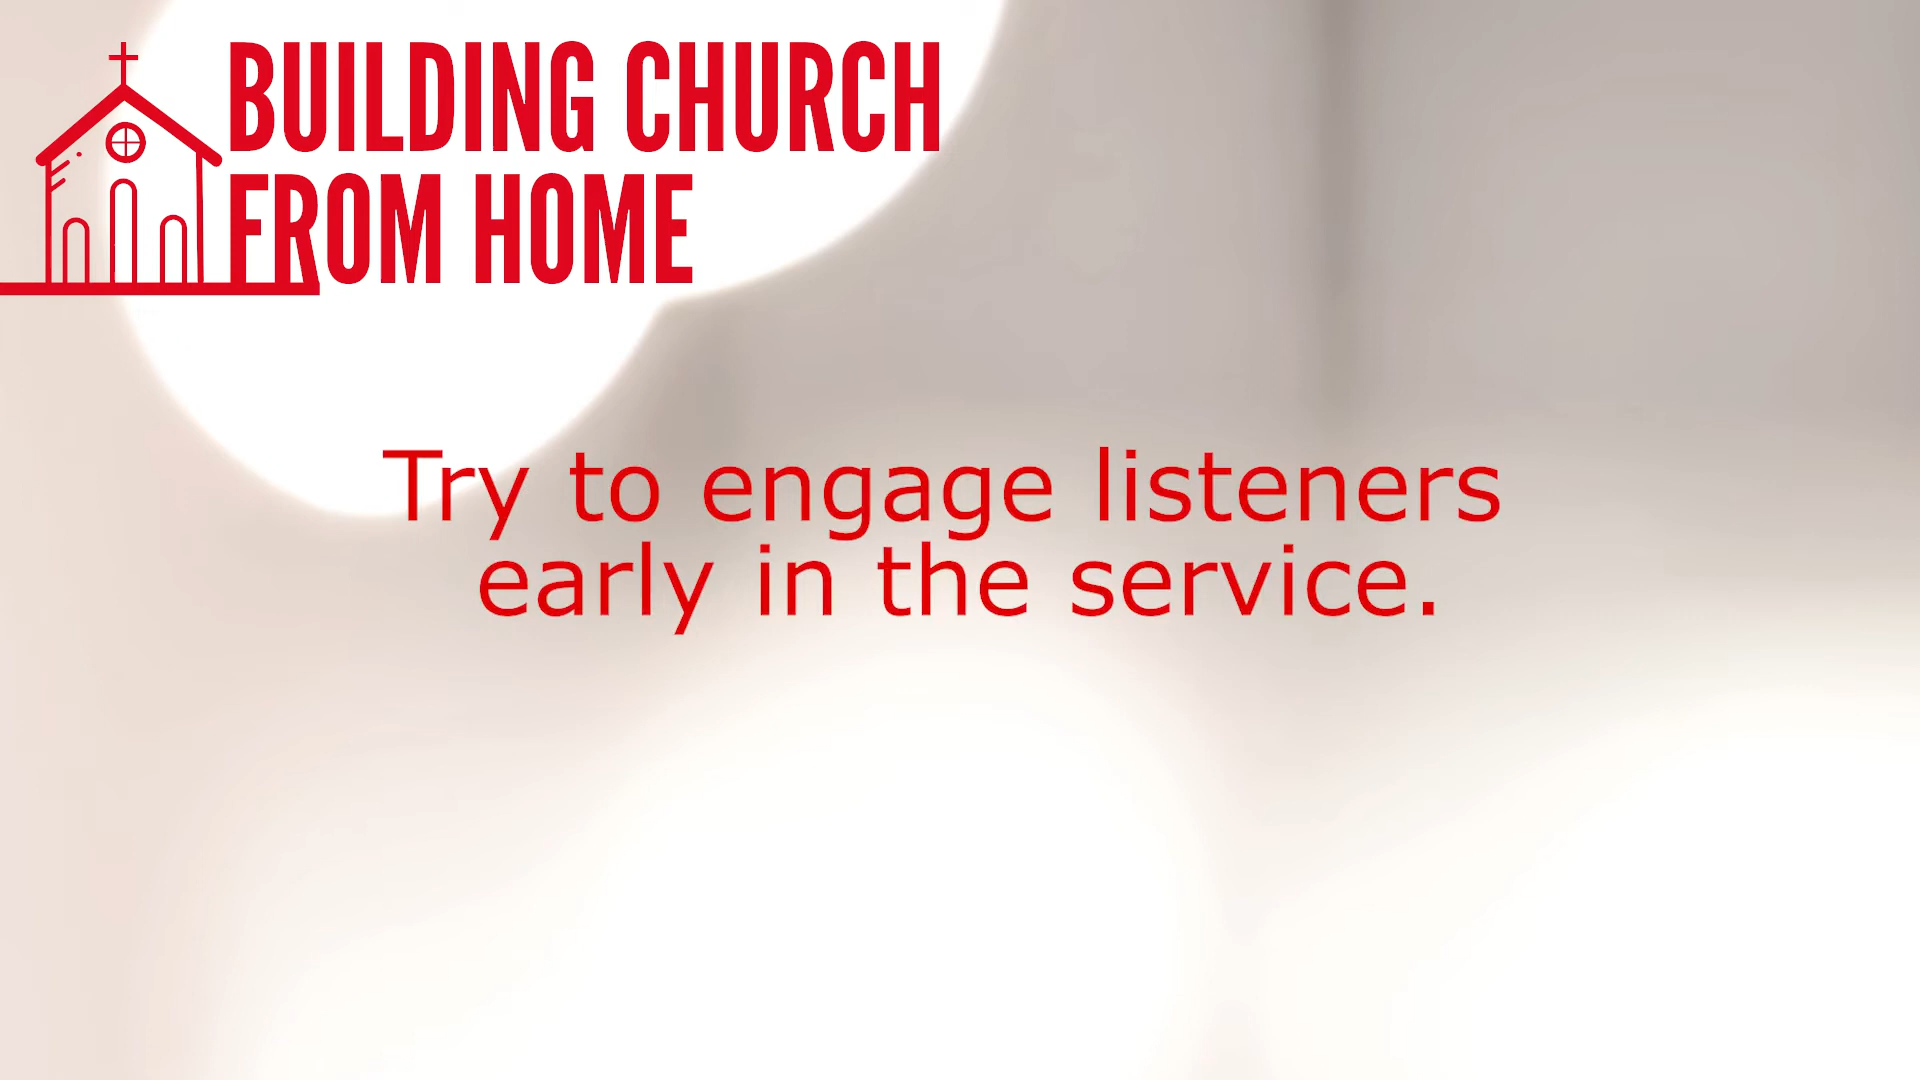 BUILDING CHURCH
FROM HOME
Try to engage listeners
early in the service.